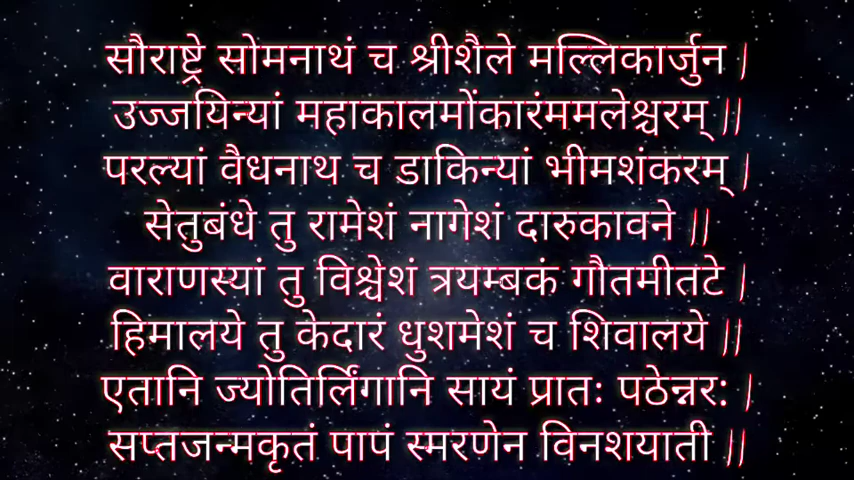 सौराष्ट्रे सोमनाथं च श्रीशैले मल्लिकार्जुन |
उज्जयिन्यां महाकालमोंकारंममलेश्चरम् ||
परल्यां वैधनाथ च डाकिन्यां भीमशंकरम् |
सेतुबंधे तु रामेशं नागेशं दारुकावने ||
वाराणस्यां तु विश्चेशं त्रयम्बकं गौतमीतटे |
हिमालये तु केदारं धुशमेशं च शिवालये ||
एतानि ज्योतिर्लिंगानि सायं प्रातः पठेन्नर: |
सप्तजन्मकृतं पापं स्मरणेन विनशयाती ||